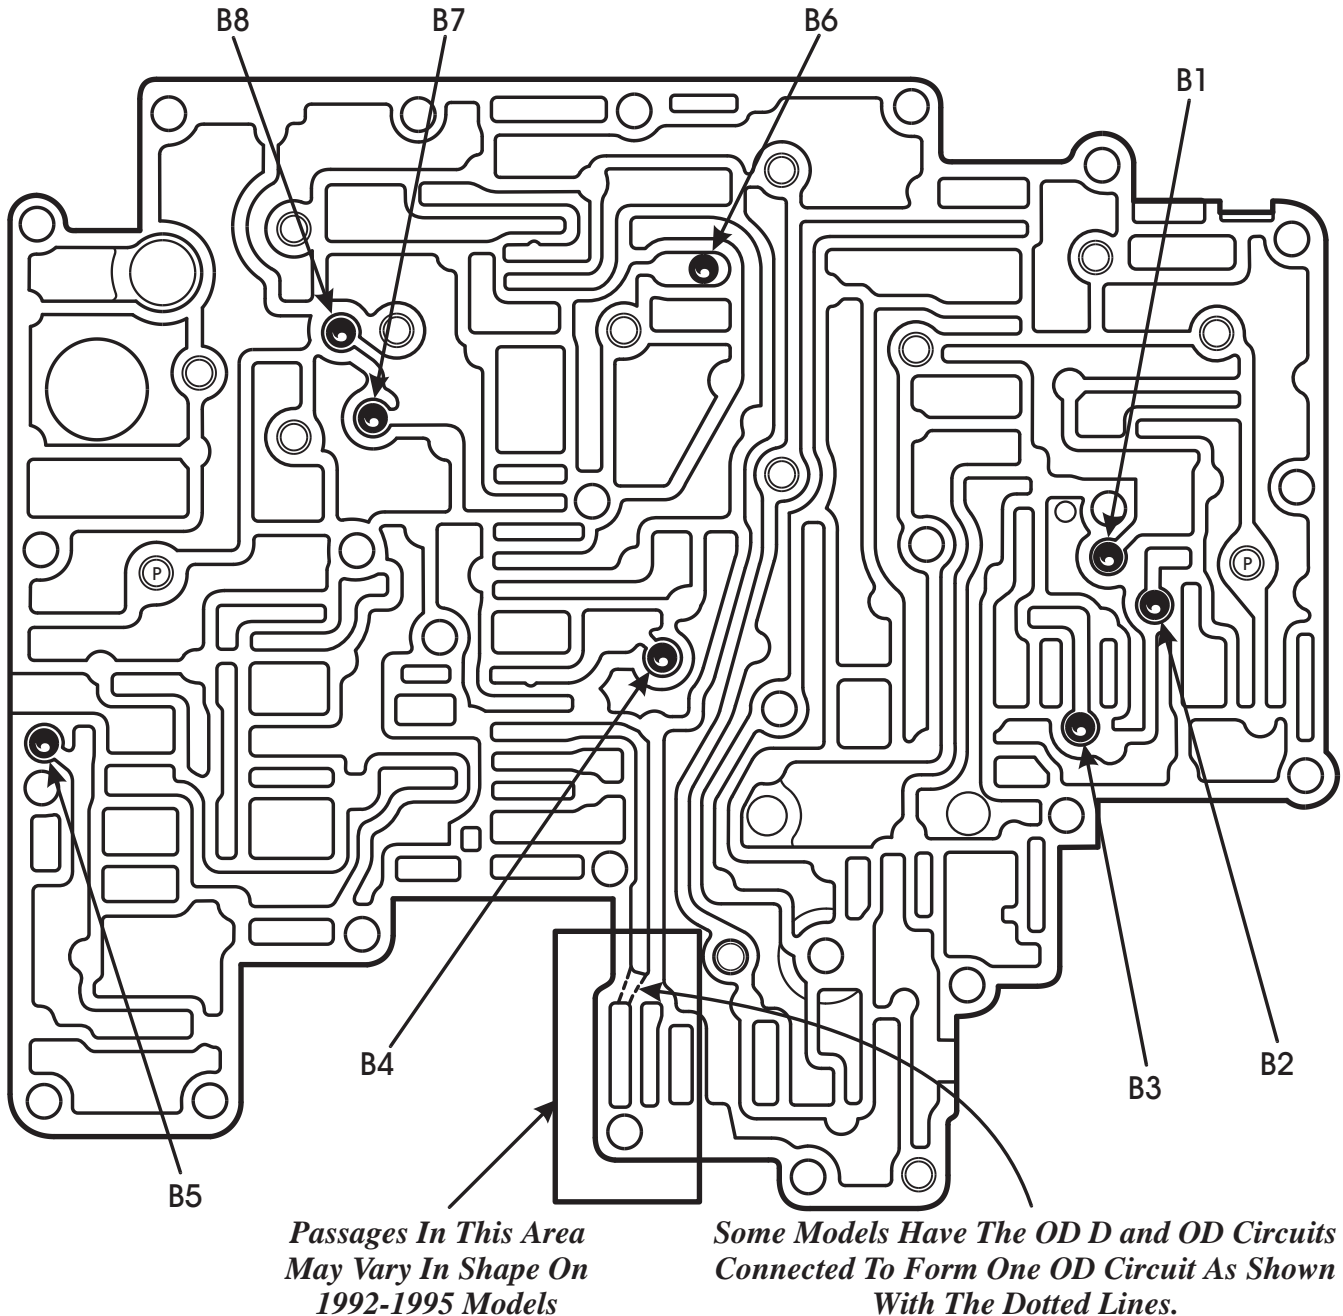 B8
B7
B6
B1
P
P
B4
B3
B2
B5
Passages In This Area
May Vary In Shape On
1992-1995 Models
Some Models Have The OD D and OD Circuits
Connected To Form One OD Circuit As Shown
With The Dotted Lines.